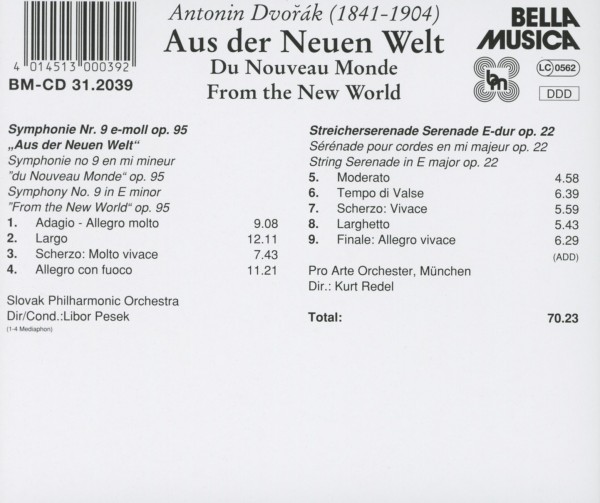 Antonin Dvořák (1841-1904)
Aus der Neuen Welt
Du Nouveau Monde
From the New World
4 014513 000392
BM-CD 31.2039
BELLA
MUSICA
bm
LC 0562
DDD
Symphonie Nr. 9 e-moll op. 95
„Aus der Neuen Welt“
Symphonie no 9 en mi mineur
"du Nouveau Monde“ op. 95
Symphony No. 9 in E minor
"From the New World“ op. 95
1. Adagio - Allegro molto 9.08
2. Largo 12.11
3. Scherzo: Molto vivace 7.43
4. Allegro con fuoco 11.21
Slovak Philharmonic Orchestra
Dir/Cond.:Libor Pesek
(1-4 Mediaphon)
Streicherserenade Serenade E-dur op. 22
Sérénade pour cordes en mi majeur op. 22
String Serenade in E major op. 22
5. Moderato 4.58
6. Tempo di Valse 6.39
7. Scherzo: Vivace 5.59
8. Larghetto 5.43
9. Finale: Allegro vivace 6.29
(ADD)
Pro Arte Orchester, München
Dir.: Kurt Redel
Total: 70.23